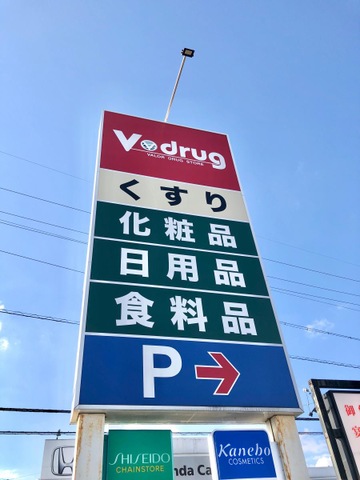 V drug
VALOR DRUG STORE
くすり
化粧品
日用品
食料品
P
SHISEIDO
CHAINSTORE
Kanebo
COSMETICS
nda Ca